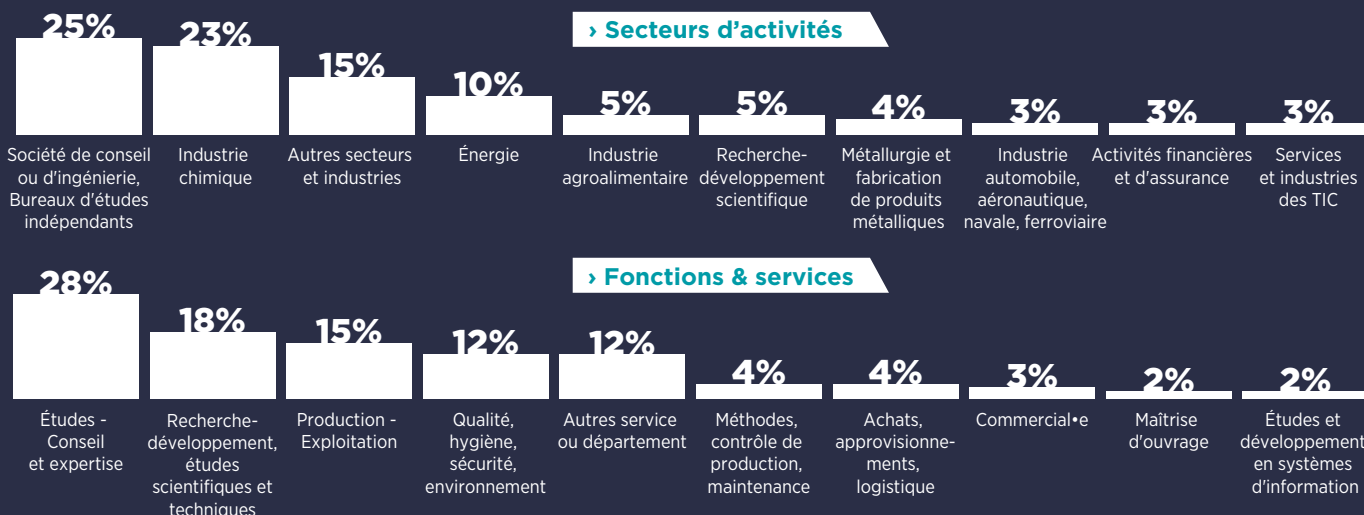 › Secteurs d’activités
25%
23%
15%
10%
5%
5%
4%
3%
3%
3%
Société de conseil
ou d'ingénierie,
Bureaux d'études
indépendants
Industrie
chimique
Autres secteurs
et industries
Énergie
Industrie
agroalimentaire
Recherche-
développement
scientifique
Métallurgie et
fabrication
de produits
métalliques
Industrie
automobile,
aéronautique,
navale, ferroviaire
Activités financières
et d'assurance
Services
et industries
des TIC
› Fonctions & services
28%
18%
15%
12%
12%
4%
4%
3%
2%
2%
Études -
Conseil
et expertise
Recherche-
développement,
études
scientifiques et
techniques
Production -
Exploitation
Qualité,
hygiène,
sécurité,
environnement
Autres service
ou département
Méthodes,
contrôle de
production,
maintenance
Achats,
approvisionne-
ments,
logistique
Commercial•e
Maîtrise
d'ouvrage
Études et
développement
en systèmes
d'information